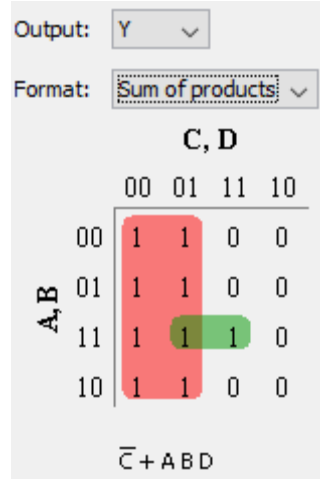 Output: Y
Format: Sum of products
C, D
00 01 11 10
A,B
00 1 1 0 0
01 1 1 0 0
11 1 1 1 0
10 1 1 0 0
C̅ + A B D